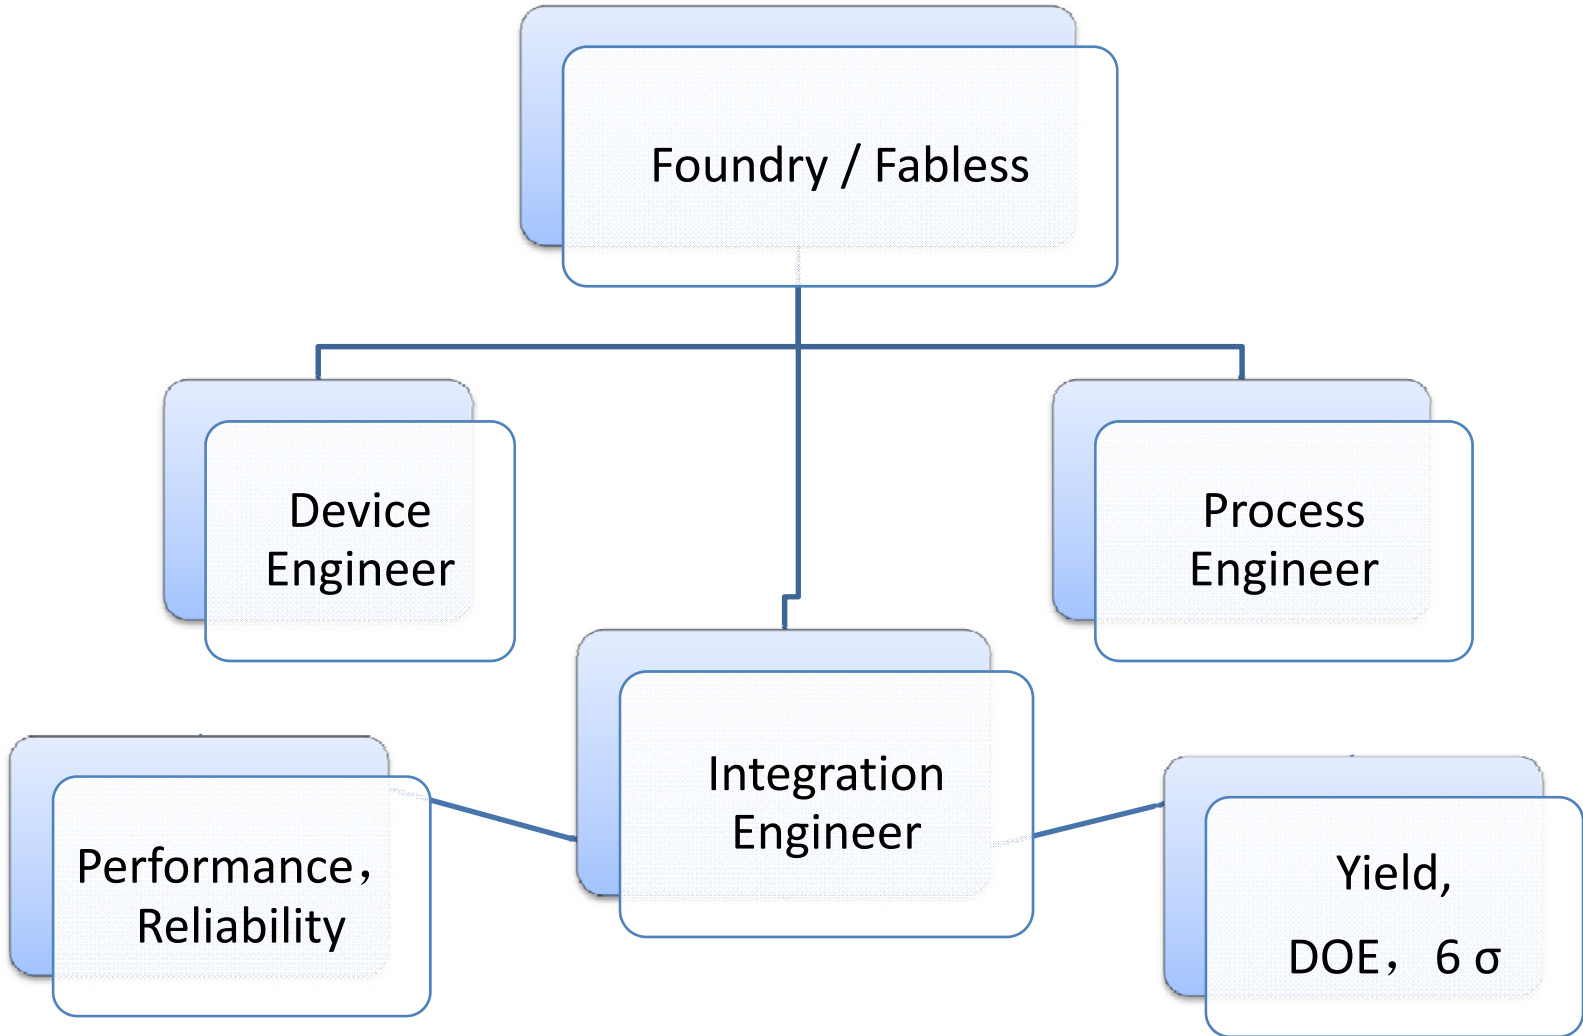 Foundry / Fabless
Device
Engineer
Process
Engineer
Integration
Engineer
Performance，
Reliability
Yield,
DOE， 6 σ